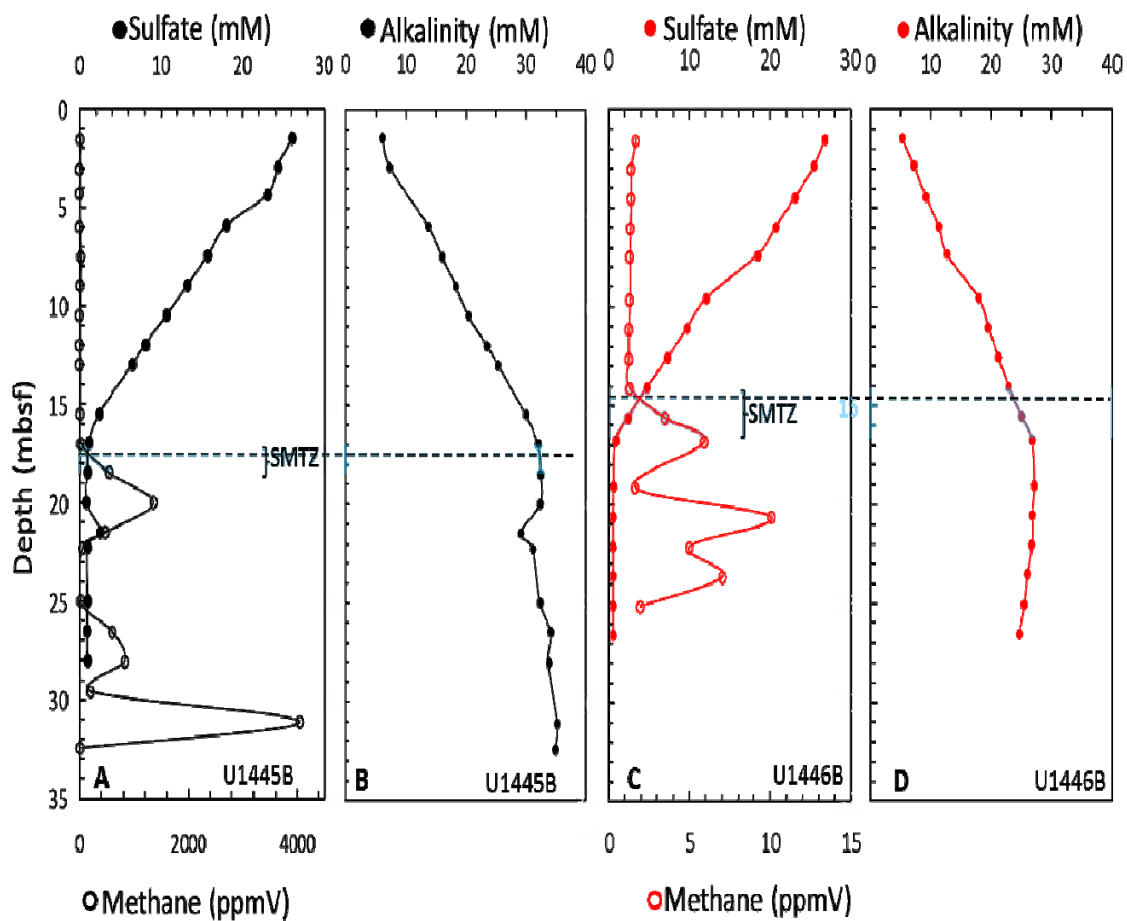 Sulfate (mM) Alkalinity (mM) Sulfate (mM) Alkalinity (mM)
0 10 20 30 0 10 20 30 40 0 10 20 30 0 10 20 30 40
0
5
10
15
20
25
30
35
Depth (mbsf)
SMTZ
SMTZ
A U1445B
B U1445B
C U1446B
D U1446B
0 2000 4000 0 5 10 15
Methane (ppmV) Methane (ppmV)